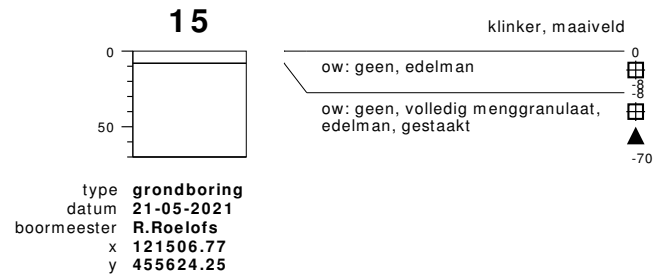 15
klinker, maaiveld
0
0
ow: geen, edelman
-8
-8
ow: geen, volledig menggranulaat,
edelman, gestaakt
50
-70
type grondboring
datum 21-05-2021
boormeester R.Roelofs
x 121506.77
y 455624.25